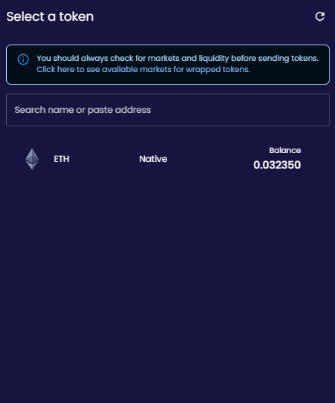 Select a token
You should always check for markets and liquidity before sending tokens.
Click here to see available markets for wrapped tokens.
Search name or paste address
ETH
Native
Balance
0.032350